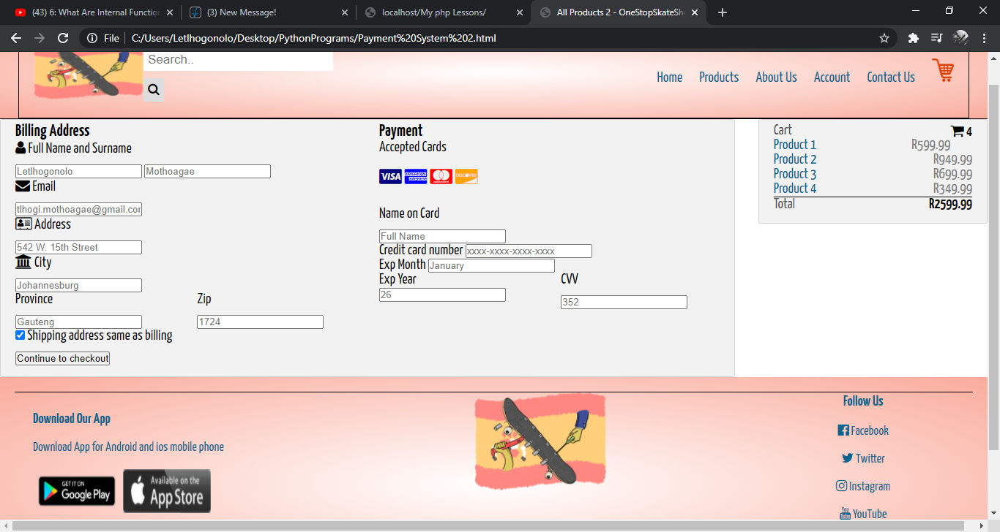 (43) 6: What Are Internal Function
(3) New Message!
localhost/My php Lessons/
All Products 2 - OneStopSkateSh
File
C:/Users/Letlhogonolo/Desktop/PythonPrograms/Payment%20System%202.html
Search..
Home
Products
About Us
Account
Contact Us
Billing Address
Full Name and Surname
Letlhogonolo
Mothoagae
Email
tlhogi.mothoagae@gmail.com
Address
542 W. 15th Street
City
Johannesburg
Province
Zip
Gauteng
1724
Shipping address same as billing
Continue to checkout
Payment
Accepted Cards
VISA
AMERICAN EXPRESS
mastercard
DISCOVER
Name on Card
Full Name
Credit card number
xxxx-xxxx-xxxx-xxxx
Exp Month
January
Exp Year
CVV
26
352
Cart
4
Product 1 R599.99
Product 2 R949.99
Product 3 R699.99
Product 4 R349.99
Total R2599.99
Download Our App
Download App for Android and ios mobile phone
GET IT ON
Google Play
Available on the
App Store
Follow Us
Facebook
Twitter
Instagram
You
Tube
YouTube